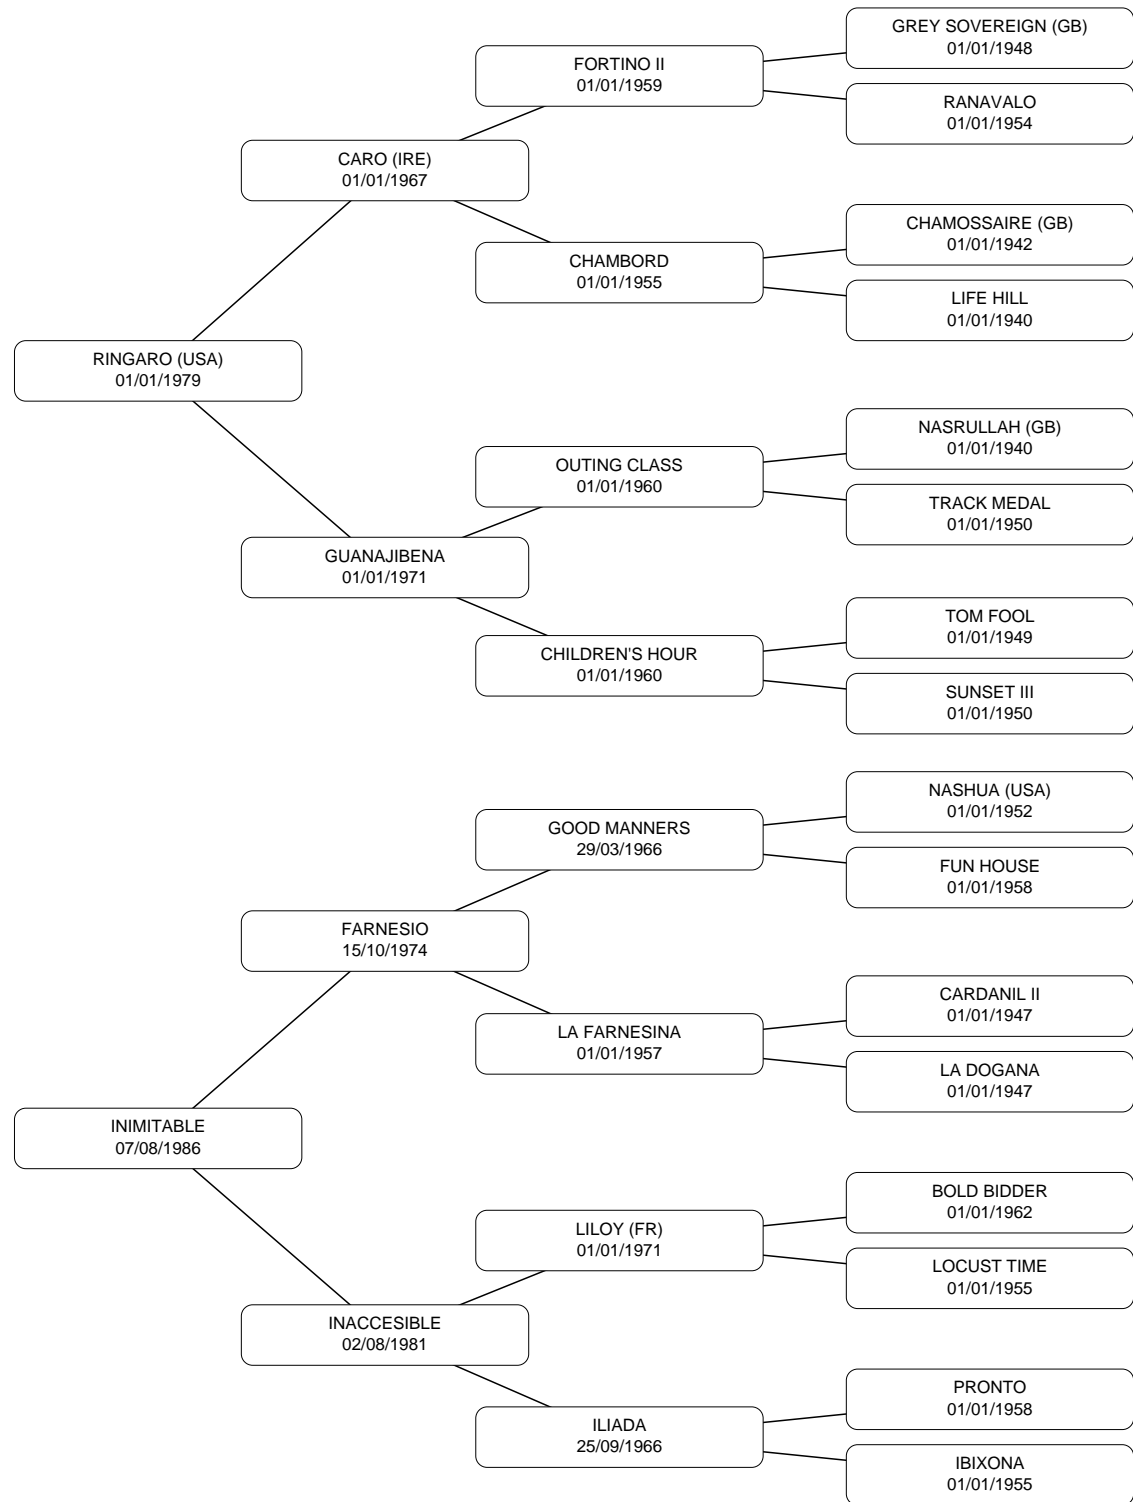 GREY SOVEREIGN (GB)
01/01/1948
FORTINO II
01/01/1959
RANAVALO
01/01/1954
CARO (IRE)
01/01/1967
CHAMOSSAIRE (GB)
01/01/1942
CHAMBORD
01/01/1955
LIFE HILL
01/01/1940
RINGARO (USA)
01/01/1979
NASRULLAH (GB)
01/01/1940
OUTING CLASS
01/01/1960
TRACK MEDAL
01/01/1950
GUANAJIBENA
01/01/1971
TOM FOOL
01/01/1949
CHILDREN'S HOUR
01/01/1960
SUNSET III
01/01/1950
NASHUA (USA)
01/01/1952
GOOD MANNERS
29/03/1966
FUN HOUSE
01/01/1958
FARNESIO
15/10/1974
CARDANIL II
01/01/1947
LA FARNESINA
01/01/1957
LA DOGANA
01/01/1947
INIMITABLE
07/08/1986
BOLD BIDDER
01/01/1962
LILOY (FR)
01/01/1971
LOCUST TIME
01/01/1955
INACCESIBLE
02/08/1981
PRONTO
01/01/1958
ILIADA
25/09/1966
IBIXONA
01/01/1955